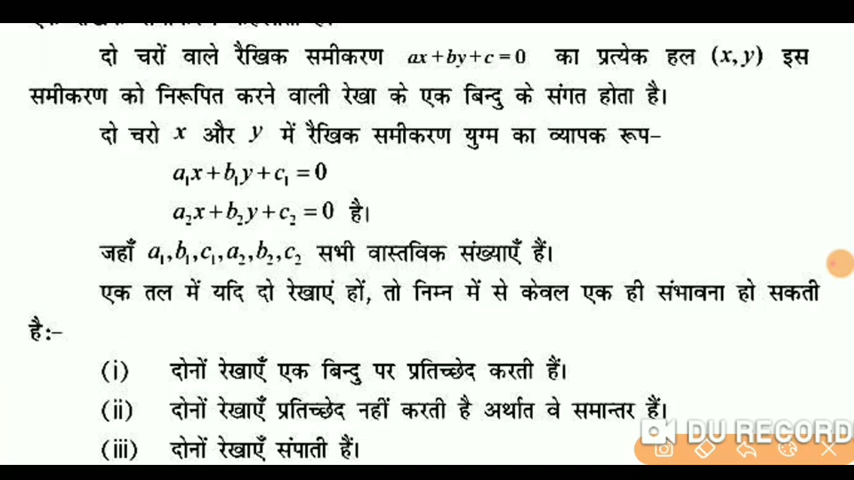 दो चरों वाले रैखिक समीकरण ax+by+c=0 का प्रत्येक हल (x,y) इस
समीकरण को निरूपित करने वाली रेखा के एक बिन्दु के संगत होता है।
दो चरो x और y में रैखिक समीकरण युग्म का व्यापक रूप–
a₁x+b₁y+c₁=0
a₂x+b₂y+c₂=0 है।
जहाँ a₁,b₁,c₁,a₂,b₂,c₂ सभी वास्तविक संख्याएँ हैं।
एक तल में यदि दो रेखाएं हों, तो निम्न में से केवल एक ही संभावना हो सकती
है:–
(i) दोनों रेखाएँ एक बिन्दु पर प्रतिच्छेद करती हैं।
(ii) दोनों रेखाएँ प्रतिच्छेद नहीं करती है अर्थात वे समान्तर हैं।
(iii) दोनों रेखाएँ संपाती हैं।
DU RECORD